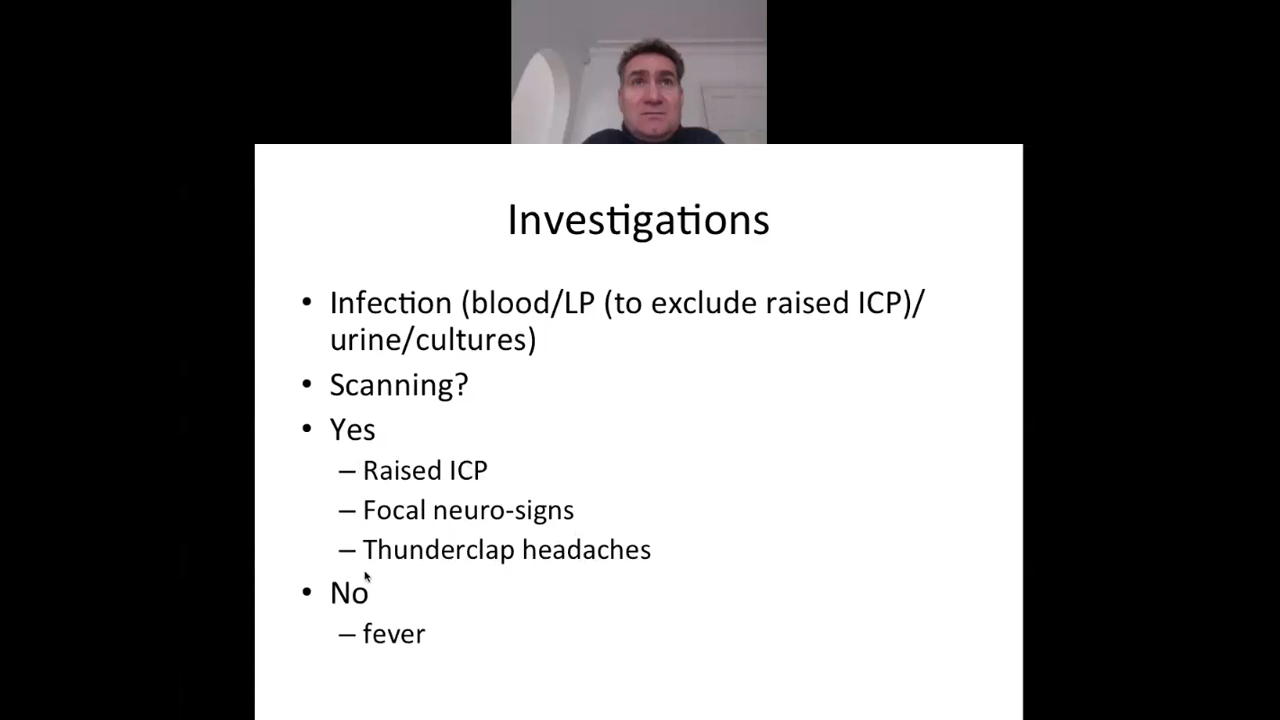 Investigations
• Infection (blood/LP (to exclude raised ICP)/
urine/cultures)
• Scanning?
• Yes
– Raised ICP
– Focal neuro-signs
– Thunderclap headaches
• No
– fever